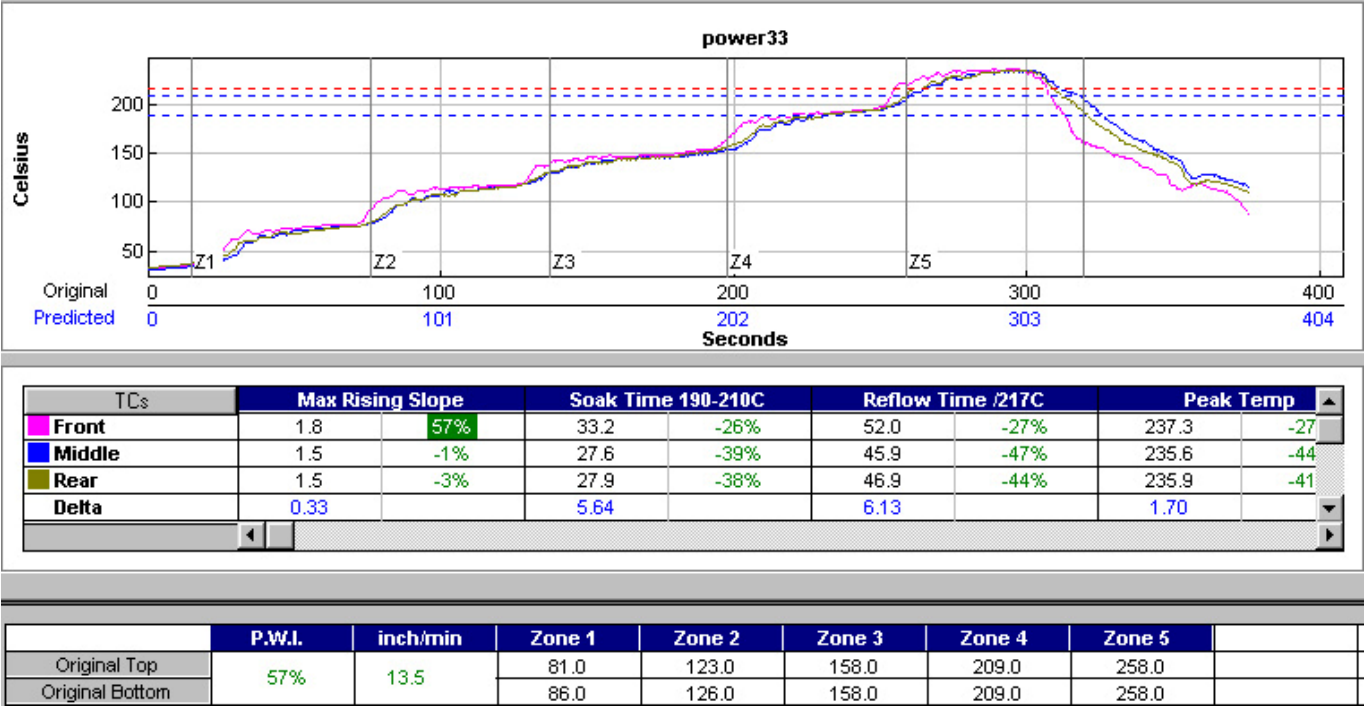 power33
200
150
100
50
Celsius
Z1 Z2 Z3 Z4 Z5
Original 0 100 200 300 400
Predicted 0 101 202 303 404
Seconds
TCs Max Rising Slope Soak Time 190-210C Reflow Time /217C Peak Temp
Front 1.8 57% 33.2 -26% 52.0 -27% 237.3 -27
Middle 1.5 -1% 27.6 -39% 45.9 -47% 235.6 -44
Rear 1.5 -3% 27.9 -38% 46.9 -44% 235.9 -41
Delta 0.33 5.64 6.13 1.70
P.W.I. inch/min Zone 1 Zone 2 Zone 3 Zone 4 Zone 5
Original Top 57% 13.5 81.0 123.0 158.0 209.0 258.0
Original Bottom 86.0 126.0 158.0 209.0 258.0